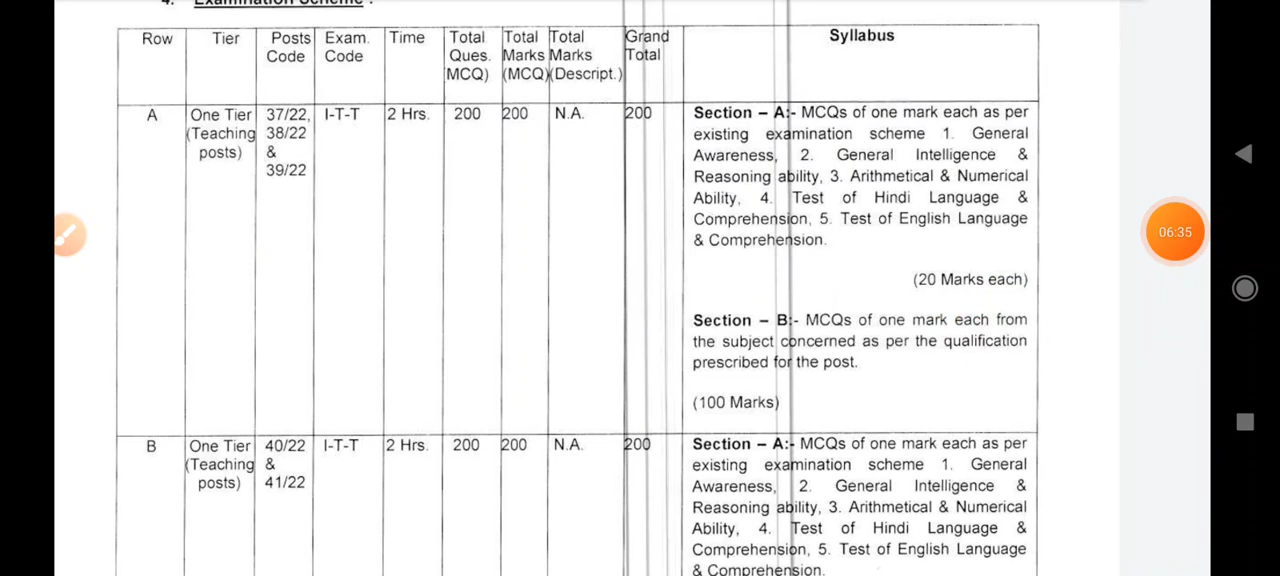 4. Examination Scheme :
Row Tier Posts Code Exam. Code Time Total Ques. MCQ) Total Marks (MCQ) Total Marks (Descript.) Grand Total Syllabus
A One Tier (Teaching posts) 37/22, 38/22 & 39/22 I-T-T 2 Hrs. 200 200 N.A. 200
Section – A:- MCQs of one mark each as per
existing examination scheme 1. General
Awareness, 2. General Intelligence &
Reasoning ability, 3. Arithmetical & Numerical
Ability, 4. Test of Hindi Language &
Comprehension, 5. Test of English Language
& Comprehension.
(20 Marks each)
Section – B:- MCQs of one mark each from
the subject concerned as per the qualification
prescribed for the post.
(100 Marks)
B One Tier (Teaching posts) 40/22 & 41/22 I-T-T 2 Hrs. 200 200 N.A. 200
Section – A:- MCQs of one mark each as per
existing examination scheme 1. General
Awareness, 2. General Intelligence &
Reasoning ability, 3. Arithmetical & Numerical
Ability, 4. Test of Hindi Language &
Comprehension, 5. Test of English Language
& Comprehension.
06:35